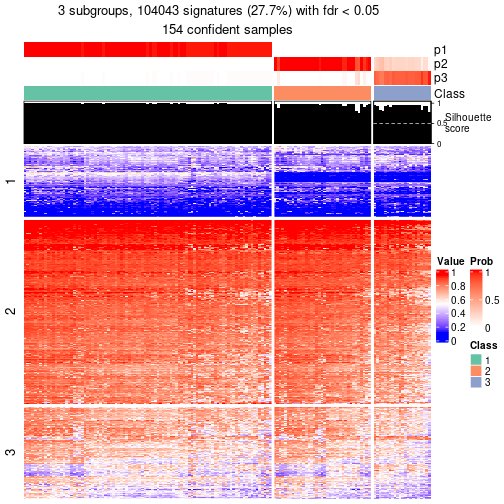 3 subgroups, 104043 signatures (27.7%) with fdr < 0.05
154 confident samples
p1
p2
p3
Class
1
0.5
0
Silhouette
score
1
2
3
Value
1
0.8
0.6
0.4
0.2
0
Prob
1
0.5
0
Class
1
2
3